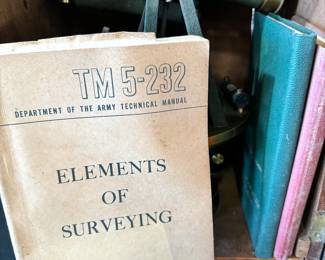 TM 5-232
DEPARTMENT OF THE ARMY TECHNICAL MANUAL
ELEMENTS
OF
SURVEYING